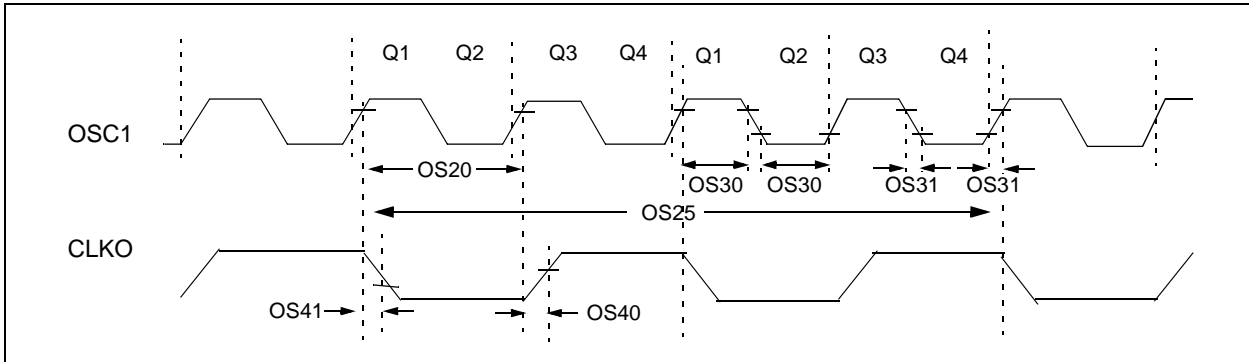 Q1 Q2 Q3 Q4 Q1 Q2 Q3 Q4
OSC1
OS20
OS30 OS30 OS31 OS31
OS25
CLKO
OS41 OS40